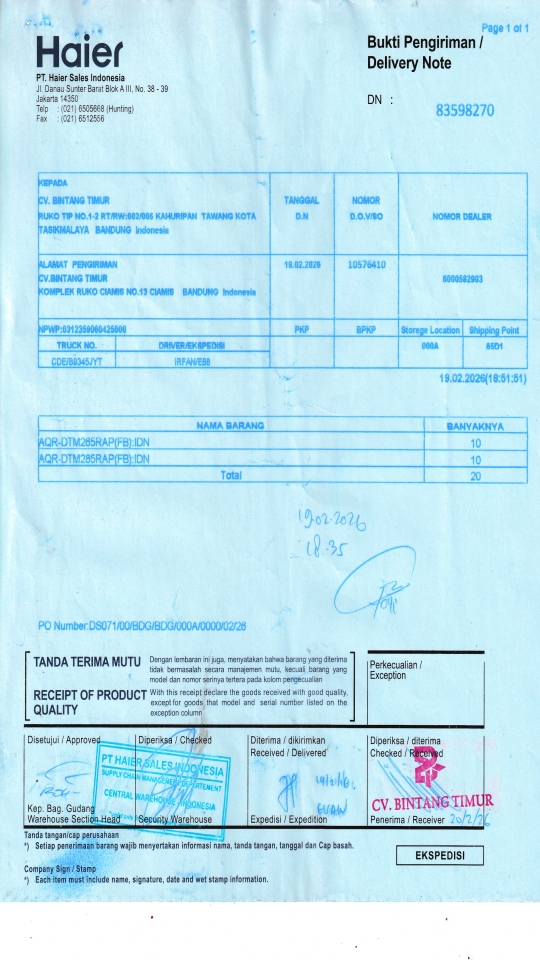 Page 1 of 1
Haier
Bukti Pengiriman /
Delivery Note
PT. Haier Sales Indonesia
Jl. Danau Sunter Barat Blok A III, No. 38 - 39
Jakarta 14350
Telp : (021) 6505668 (Hunting)
Fax : (021) 6512556
DN :
83598270
KEPADA
CV. BINTANG TIMUR
RUKO TIP NO.1-2 RT/RW:002/006 KAHURIPAN TAWANG KOTA
TASIKMALAYA BANDUNG Indonesia
TANGGAL
D.N
NOMOR
D.O.V/SO
NOMOR DEALER
ALAMAT PENGIRIMAN
CV.BINTANG TIMUR
KOMPLEK RUKO CIAMIS NO.13 CIAMIS BANDUNG Indonesia
19.02.2026
10576410
6000582903
NPWP:0312359060425000
PKP
BPKP
Storege Location
Shipping Point
TRUCK NO.
DRIVER/EKSPEDISI
000A
65D1
CDE/B9345JYT
IRFAN/E88
19.02.2026(18:51:51)
NAMA BARANG
BANYAKNYA
AQR-DTM265RAP(FB):IDN 10
AQR-DTM265RAP(FB):IDN 10
Total 20
19-02-2026
18.35
PO Number:DS071/00/BDG/BDG/000A/0000/02/26
TANDA TERIMA MUTU
Dengan lembaran ini juga, menyatakan bahwa barang yang diterima
tidak bermasalah secara manajemen mutu, kecuali barang yang
model dan nomor serinya tertera pada kolom pengecualian
RECEIPT OF PRODUCT
QUALITY
With this receipt declare the goods received with good quality,
except for goods that model and serial number listed on the
exception column
Perkecualian /
Exception
Disetujui / Approved
Diperiksa / Checked
Diterima / dikirimkan
Received / Delivered
Diperiksa / diterima
Checked / Received
PT HAIER SALES INDONESIA
SUPPLY CHAIN MANAGEMENT DEPARTEMENT
CENTRAL WAREHOUSE - INDONESIA
CV. BINTANG TIMUR
Kep. Bag. Gudang
Warehouse Section Head
Security Warehouse
Expedisi / Expedition
Penerima / Receiver
20/2/26
Tanda tangan/cap perusahaan
*) Setiap penerimaan barang wajib menyertakan informasi nama, tanda tangan, tanggal dan Cap basah.
EKSPEDISI
Company Sign / Stamp
*) Each item must include name, signature, date and wet stamp information.